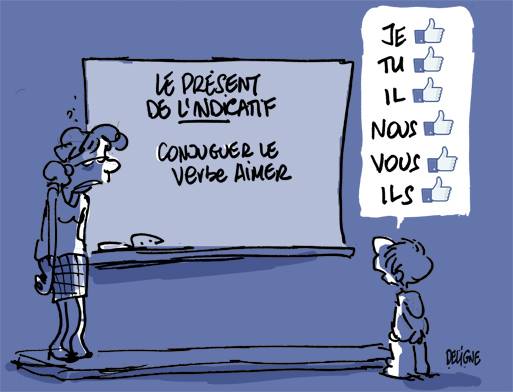 LE PRÉSENT
DE L'INDICATIF
CONJUGUER LE
VERBE AIMER
JE
TU
IL
NOUS
VOUS
ILS
DELIGNE